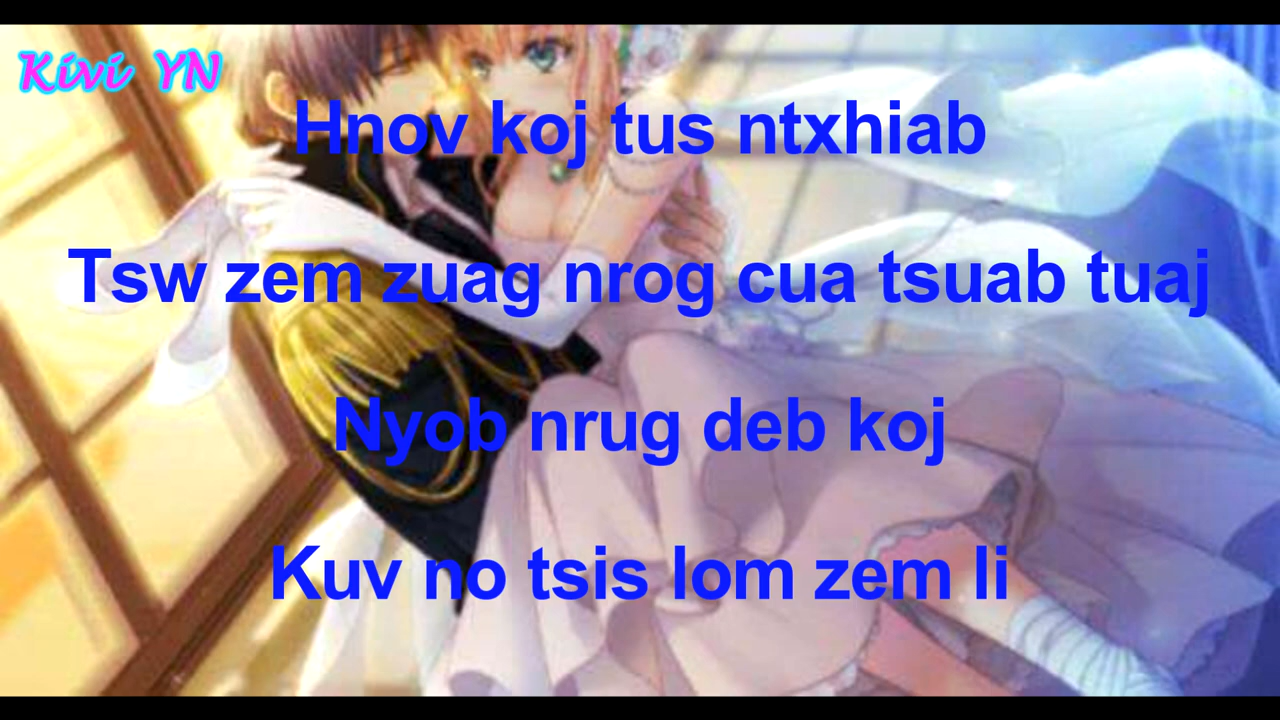 Kivi YN
Hnov koj tus ntxhiab
Tsw zem zuag nrog cua tsuab tuaj
Nyob nrug deb koj
Kuv no tsis lom zem li